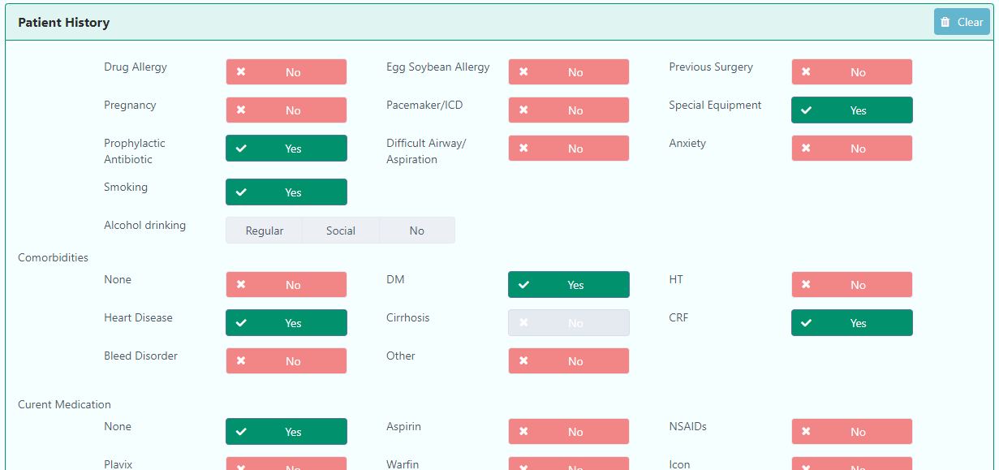 Patient History
Clear
Drug Allergy No Egg Soybean Allergy No Previous Surgery No
Pregnancy No Pacemaker/ICD No Special Equipment Yes
Prophylactic Yes Difficult Airway/ No Anxiety No
Antibiotic Aspiration
Smoking Yes
Alcohol drinking Regular Social No
Comorbidities
None No DM Yes HT No
Heart Disease Yes Cirrhosis No CRF Yes
Bleed Disorder No Other No
Curent Medication
None Yes Aspirin No NSAIDs No
Plavix No Warfin No Icon No